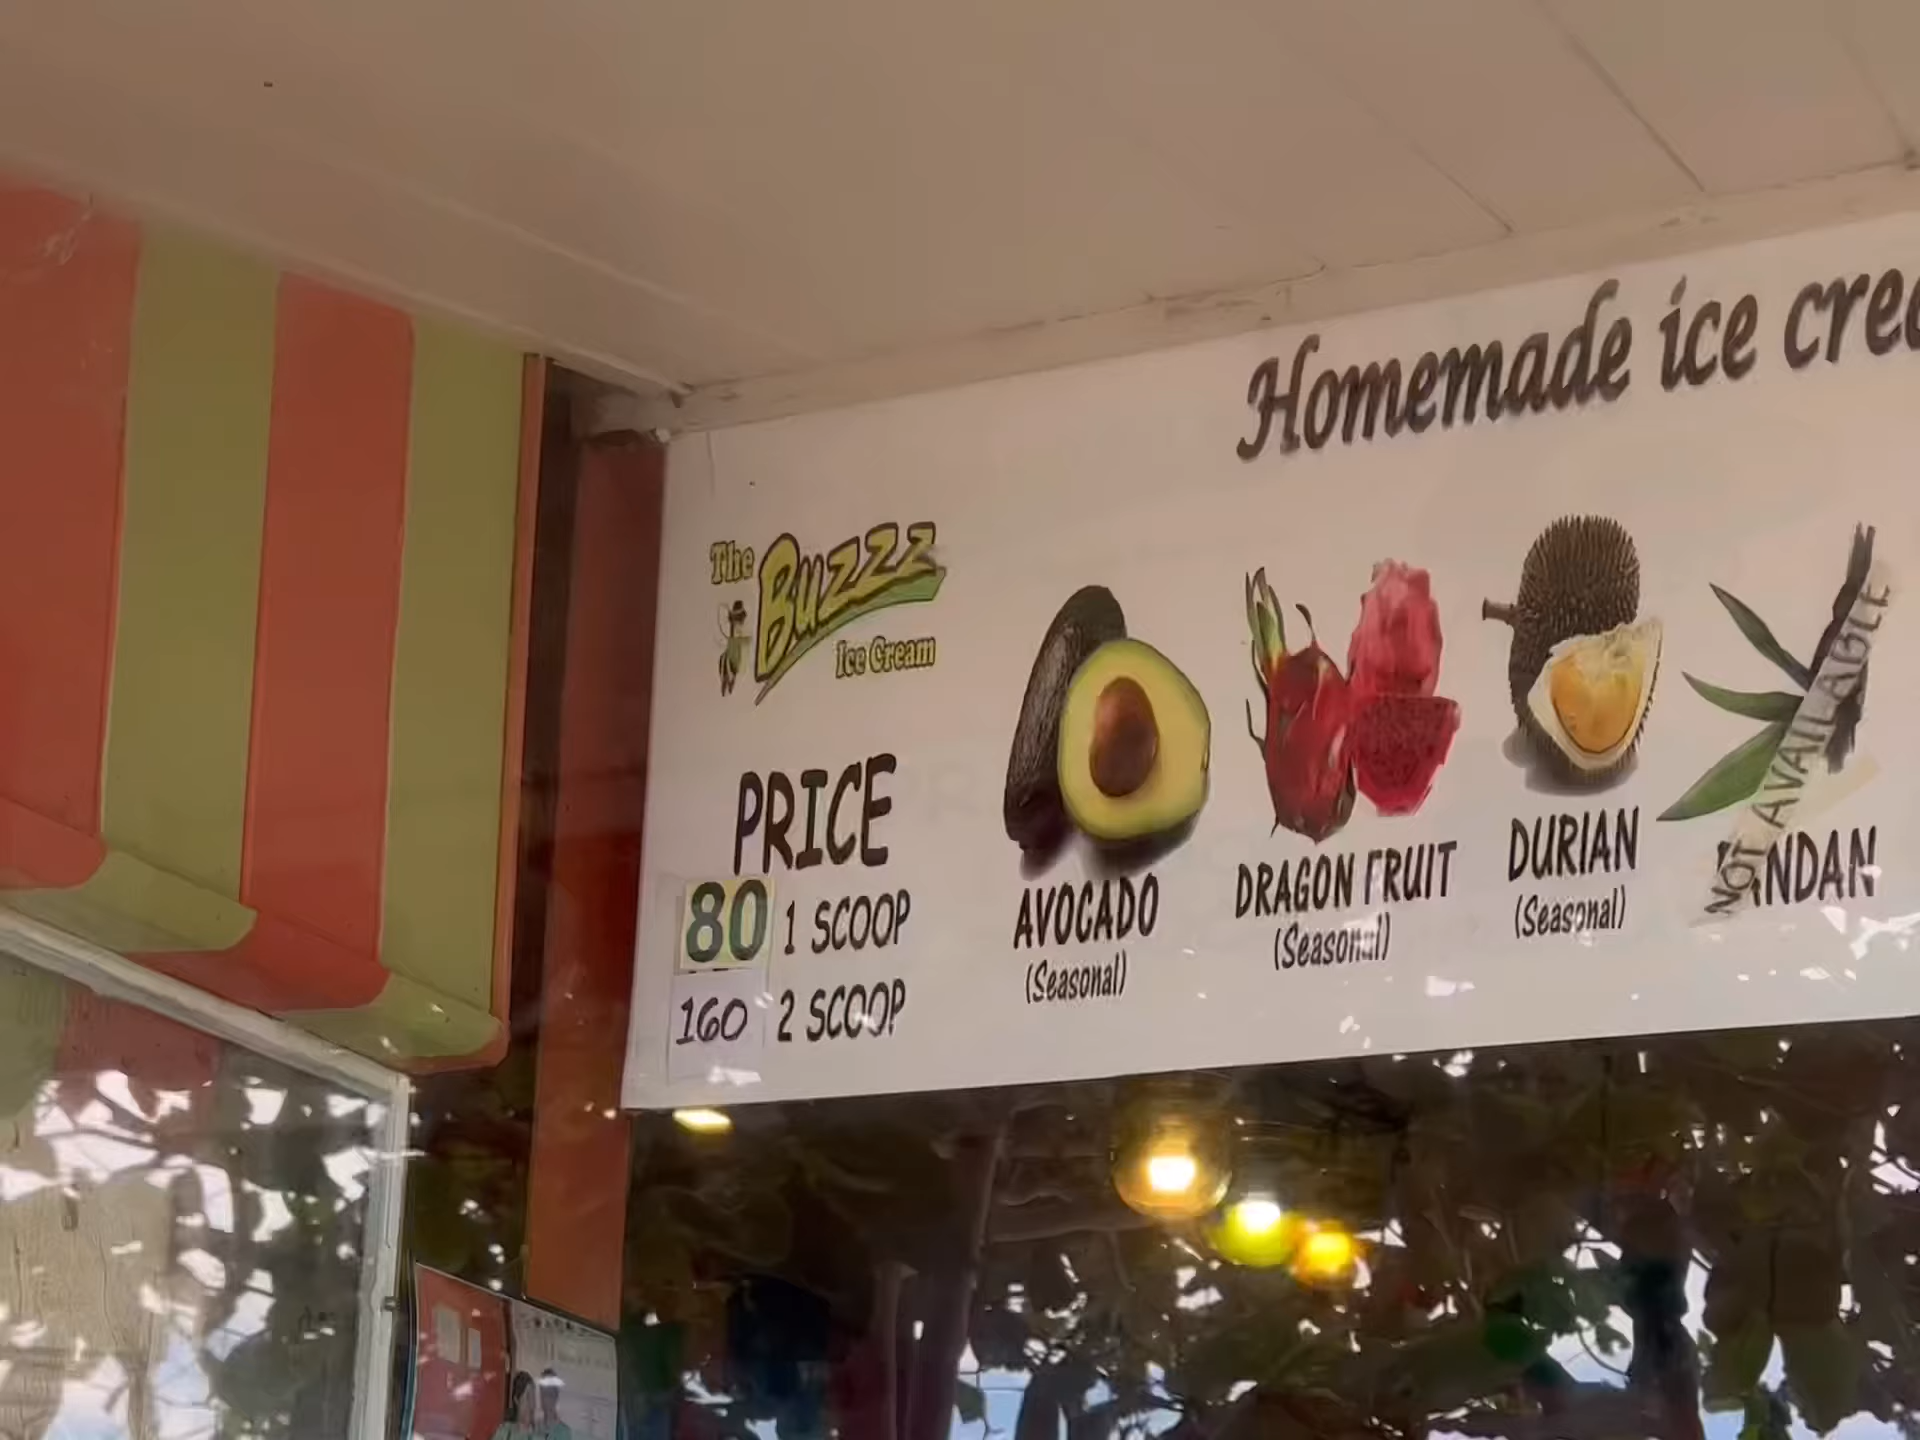 Homemade ice crea
The Buzzz
Ice Cream
PRICE
80 1 SCOOP
160 2 SCOOP
AVOCADO
(Seasonal)
DRAGON FRUIT
(Seasonal)
DURIAN
(Seasonal)
NOT AVAILABLE
NDAN